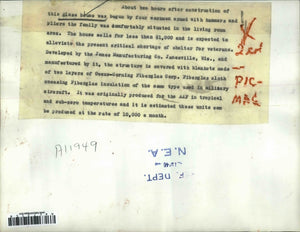 About two hours after construction of
this glass house was begun by four workmen armed with hammers and
pliers the family was comfortably situated in the living room
area. The house sells for less than $1,000 and is expected to
alleviate the present critical shortage of shelter for veterans.
Developed by the James Manufacturing Co. Janesville, Wis., and
manufactured by it, the structure is covered with blankets made
of two layers of Owens-Corning Fiberglas Corp. Fiberglas cloth
encasing Fiberglas insulation of the same type used in military
aircraft. It was originally produced for the AAF in tropical
and sub-zero temperatures and it is estimated these units can
be produced at the rate of 10,000 a month.
X
2nd
—
PIC-
MAG
A11949
DEPT.
N.E.A.